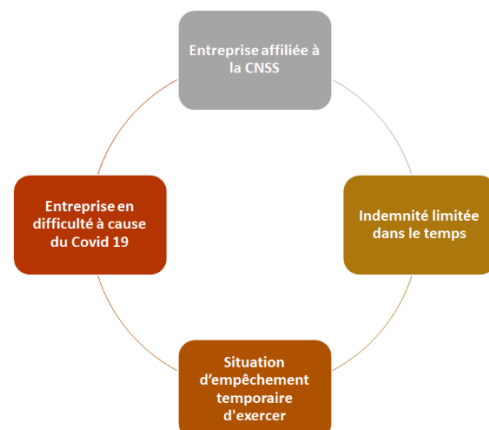 Entreprise affiliée à
la CNSS
Entreprise en
difficulté à cause
du Covid 19
Indemnité limitée
dans le temps
Situation
d'empêchement
temporaire
d'exercer